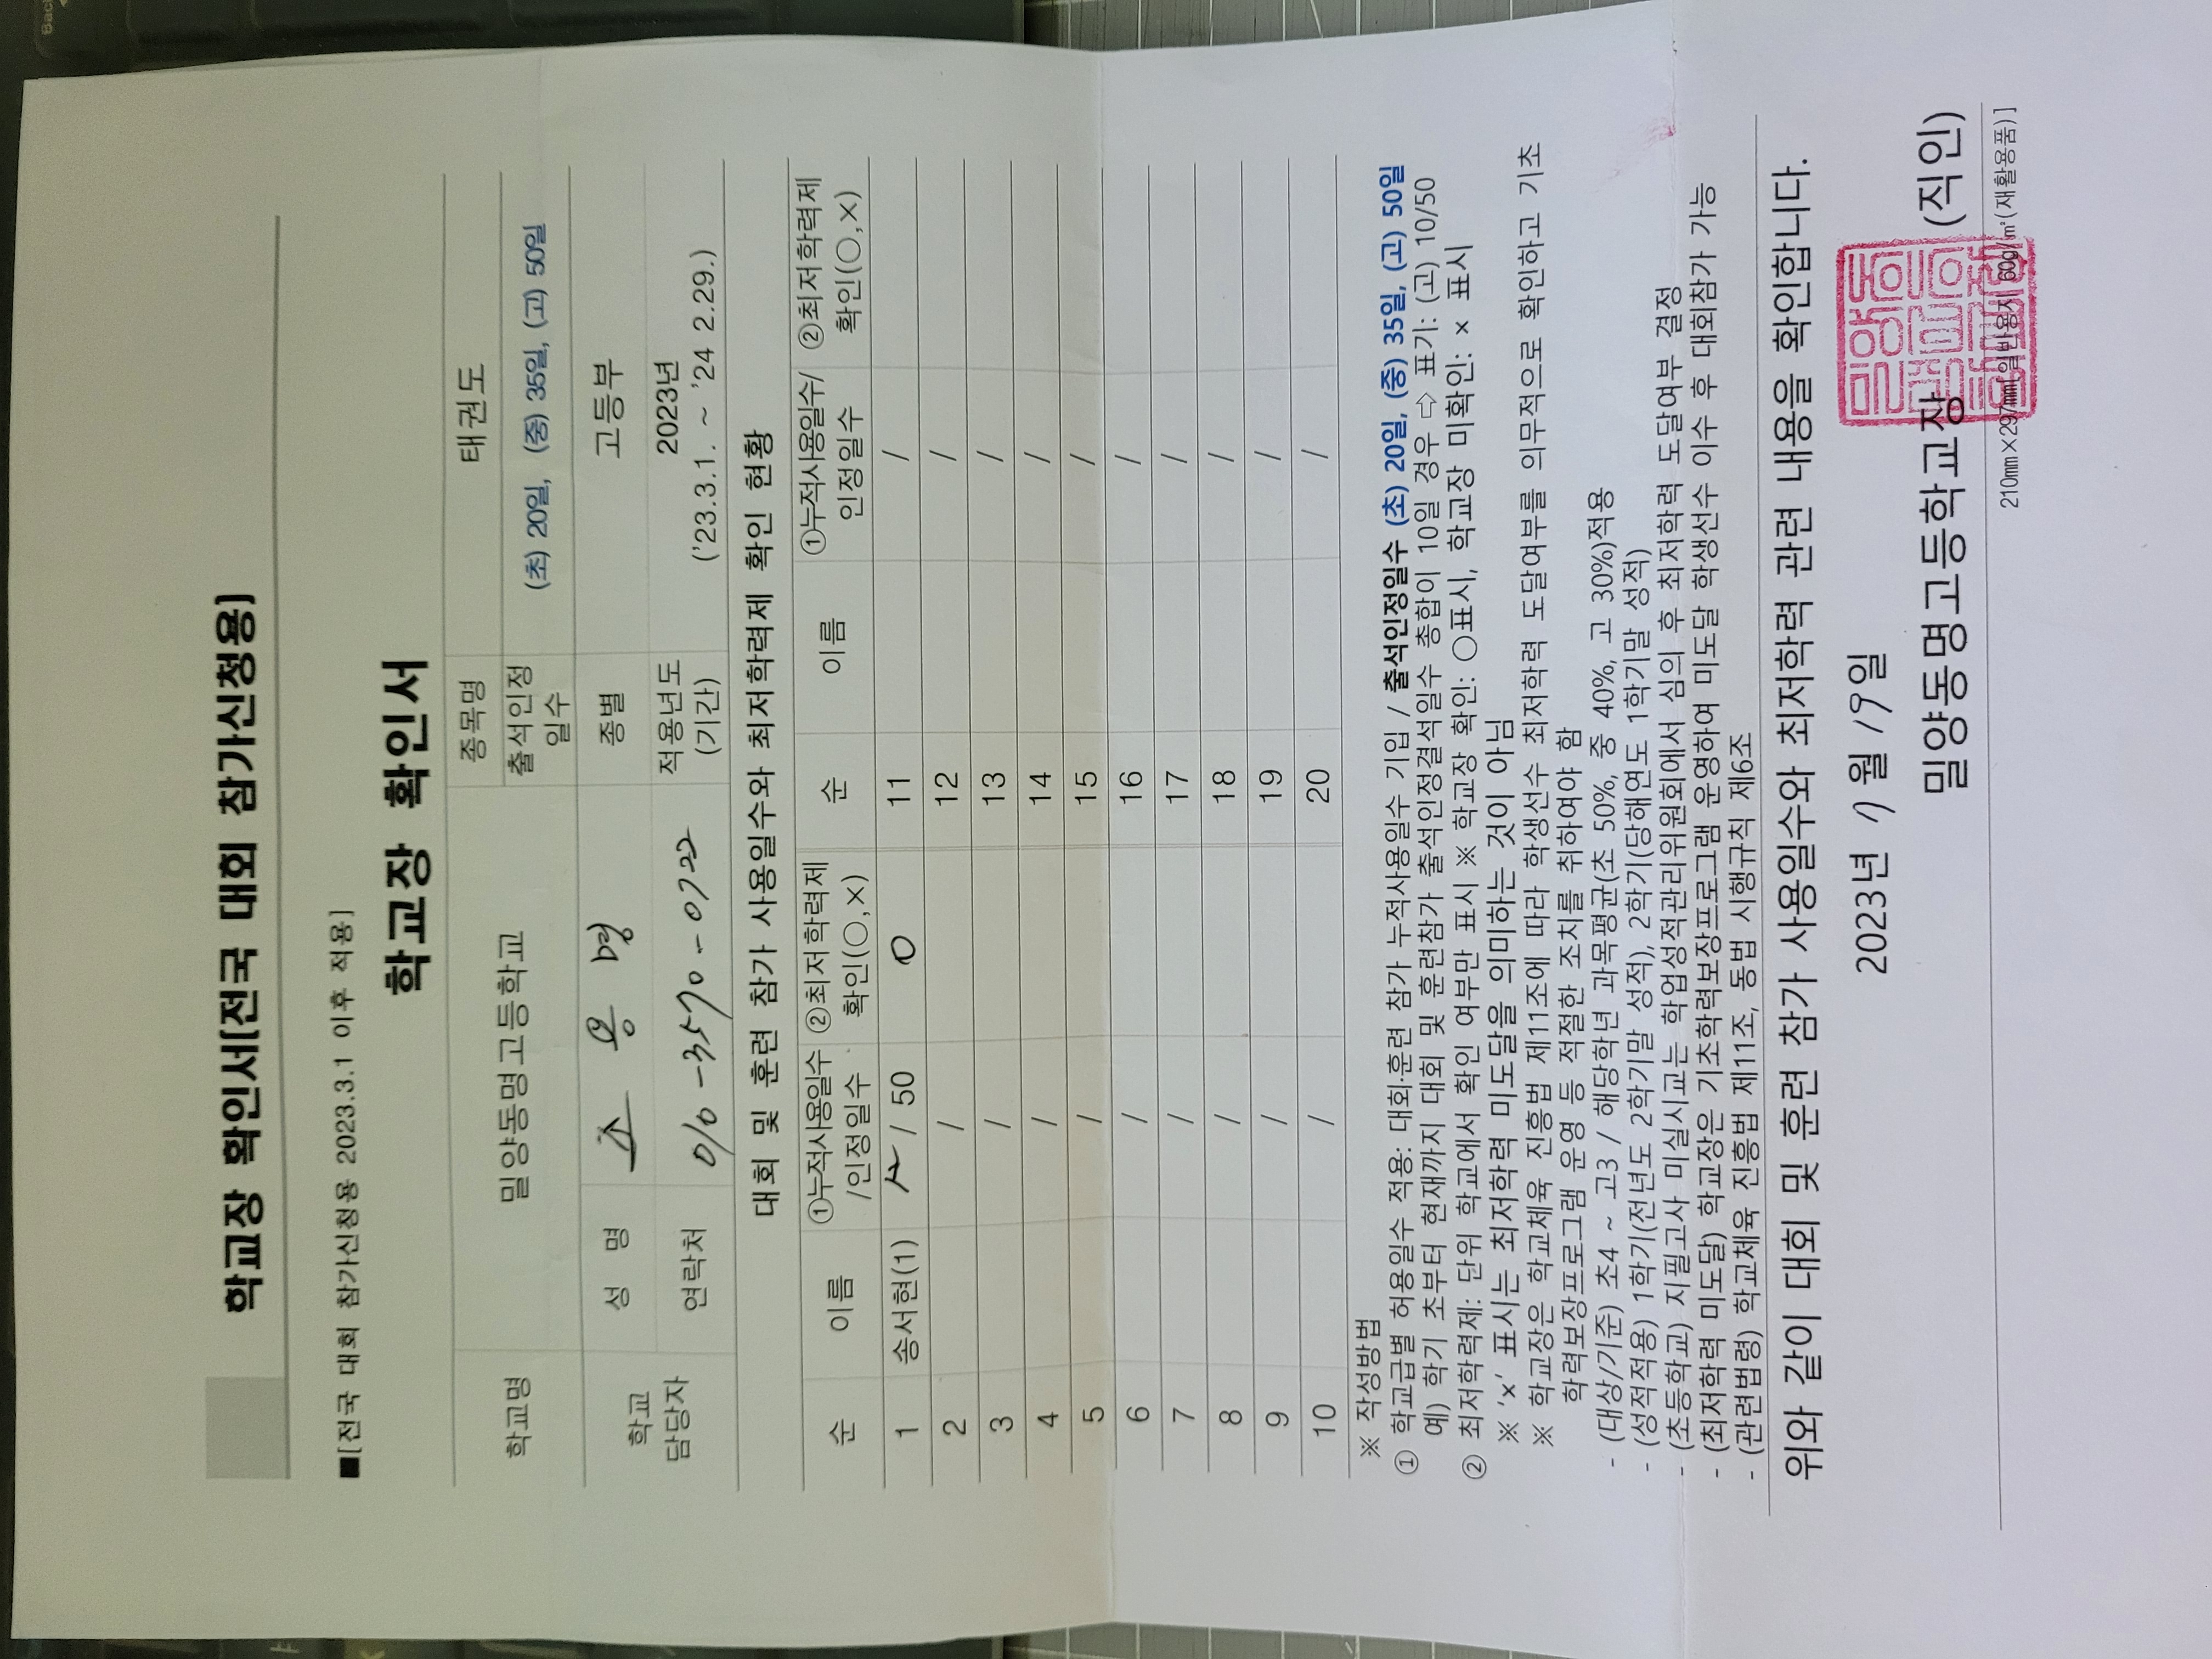 학교장 확인서[전국 대회 참가신청용]
■[전국 대회 참가신청용 2023.3.1 이후 적용]
학교장 확인서
학교명 밀양동명고등학교 종목명 태권도
출석인정일수 (초) 20일, (중) 35일, (고) 50일
학교 담당자 성 명 종별 고등부
연락처 010-3590-0722 적용년도(기간) 2023년 ('23.3.1. ~ '24 2.29.)
대회 및 훈련 참가 사용일수와 최저학력제 확인 현황
순 이름 ①누적사용일수/인정일수 ②최저학력제 확인(○,×) 순 이름 ①누적사용일수/인정일수 ②최저학력제 확인(○,×)
1 송서현(1) / 50 O 11 /
2 / 12 /
3 / 13 /
4 / 14 /
5 / 15 /
6 / 16 /
7 / 17 /
8 / 18 /
9 / 19 /
10 / 20 /
※ 작성방법
① 학교급별 허용일수 적용: 대회·훈련 참가 누적사용일수 기입 / 출석인정일수 (초) 20일, (중) 35일, (고) 50일
예) 학기 초부터 현재까지 대회 및 훈련참가 출석인정결석일수 총합이 10일 경우 ⇨ 표기: (고) 10/50
② 최저학력제: 단위 학교에서 확인 여부만 표시 ※ 학교장 확인: ○표시, 학교장 미확인: × 표시
※ 'x' 표시는 최저학력 미도달을 의미하는 것이 아님
※ 학교장은 학교체육 진흥법 제11조에 따라 학생선수 최저학력 도달여부를 의무적으로 확인하고 기초
학력보장프로그램 운영 등 적절한 조치를 취하여야 함
- (대상/기준) 초4 ~ 고3 / 해당학년 과목평균(초 50%, 중 40%, 고 30%)적용
- (성적적용) 1학기(전년도 2학기말 성적), 2학기(당해연도 1학기말 성적)
- (초등학교) 지필고사 미실시교는 학업성적관리위원회에서 심의 후 최저학력 도달여부 결정
- (최저학력 미도달) 학교장은 기초학력보장프로그램 운영하여 미도달 학생선수 이수 후 대회참가 가능
- (관련법령) 학교체육 진흥법 제11조, 동법 시행규칙 제6조
위와 같이 대회 및 훈련 참가 사용일수와 최저학력 관련 내용을 확인합니다.
2023년 월 19일
밀양동명고등학교장 (직인)
210mm×297mm[일반용지 60g/㎡(재활용품)]